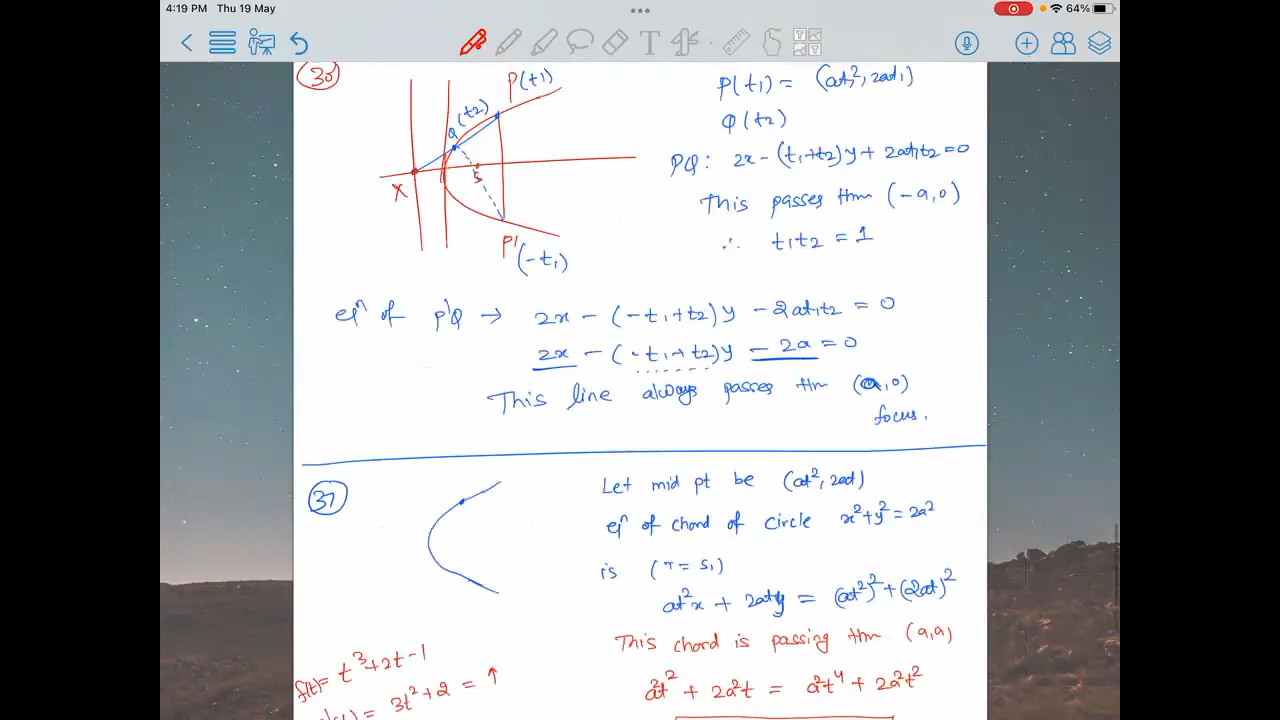 4:19 PM Thu 19 May
64%
T
30
P(t1)
Q(t2)
X
S
P'
(-t1)
P(t1) = (at1², 2at1)
Q(t2)
PQ: 2x - (t1+t2)y + 2at1t2 = 0
This passes thru (-a,0)
∴ t1t2 = 1
eqn of P'Q → 2x - (-t1+t2)y - 2at1t2 = 0
2x - (-t1+t2)y - 2a = 0
This line always passes thru (a,0)
focus.
37
Let mid pt be (at², 2at)
eqn of chord of circle x²+y² = 2a²
is (T = S1)
at²x + 2aty = (at²)² + (2at)²
This chord is passing thru (a,a)
a²t² + 2a²t = a²t⁴ + 2a²t²
f(t) = t³+2t-1
3t²+2 = ↑